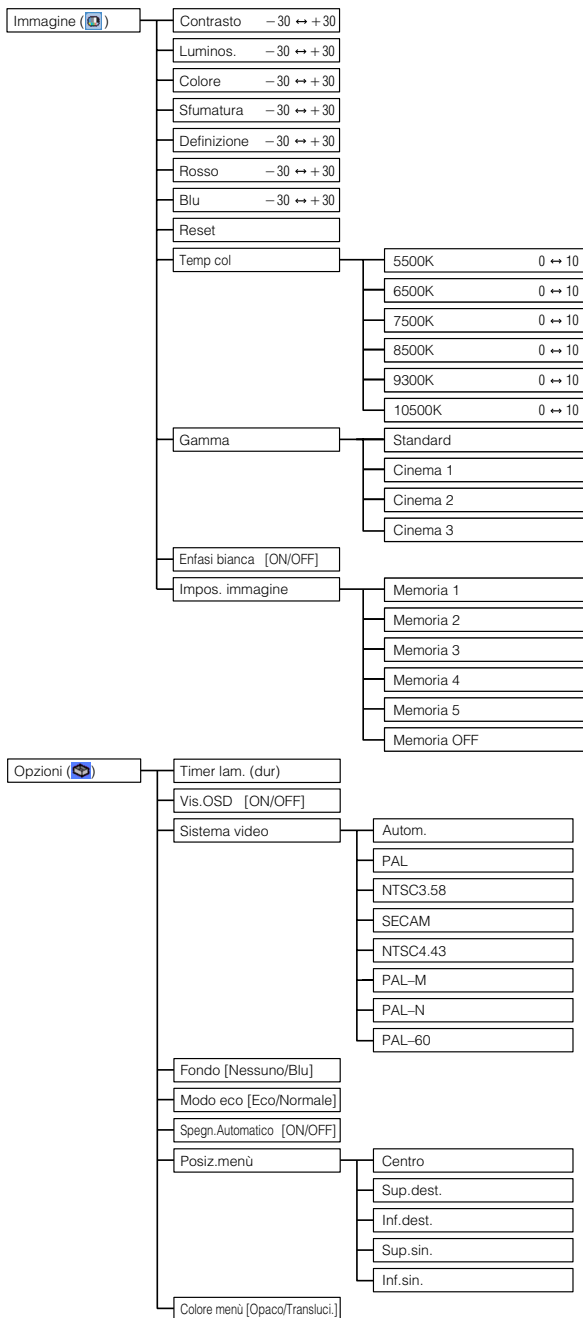 Immagine ( )
Contrasto −30 ↔ +30
Luminos. −30 ↔ +30
Colore −30 ↔ +30
Sfumatura −30 ↔ +30
Definizione −30 ↔ +30
Rosso −30 ↔ +30
Blu −30 ↔ +30
Reset
Temp col
5500K 0 ↔ 10
6500K 0 ↔ 10
7500K 0 ↔ 10
8500K 0 ↔ 10
9300K 0 ↔ 10
10500K 0 ↔ 10
Gamma
Standard
Cinema 1
Cinema 2
Cinema 3
Enfasi bianca [ON/OFF]
Impos. immagine
Memoria 1
Memoria 2
Memoria 3
Memoria 4
Memoria 5
Memoria OFF
Opzioni ( )
Timer lam. (dur)
Vis.OSD [ON/OFF]
Sistema video
Autom.
PAL
NTSC3.58
SECAM
NTSC4.43
PAL–M
PAL–N
PAL–60
Fondo [Nessuno/Blu]
Modo eco [Eco/Normale]
Spegn.Automatico [ON/OFF]
Posiz.menù
Centro
Sup.dest.
Inf.dest.
Sup.sin.
Inf.sin.
Colore menù [Opaco/Transluci.]